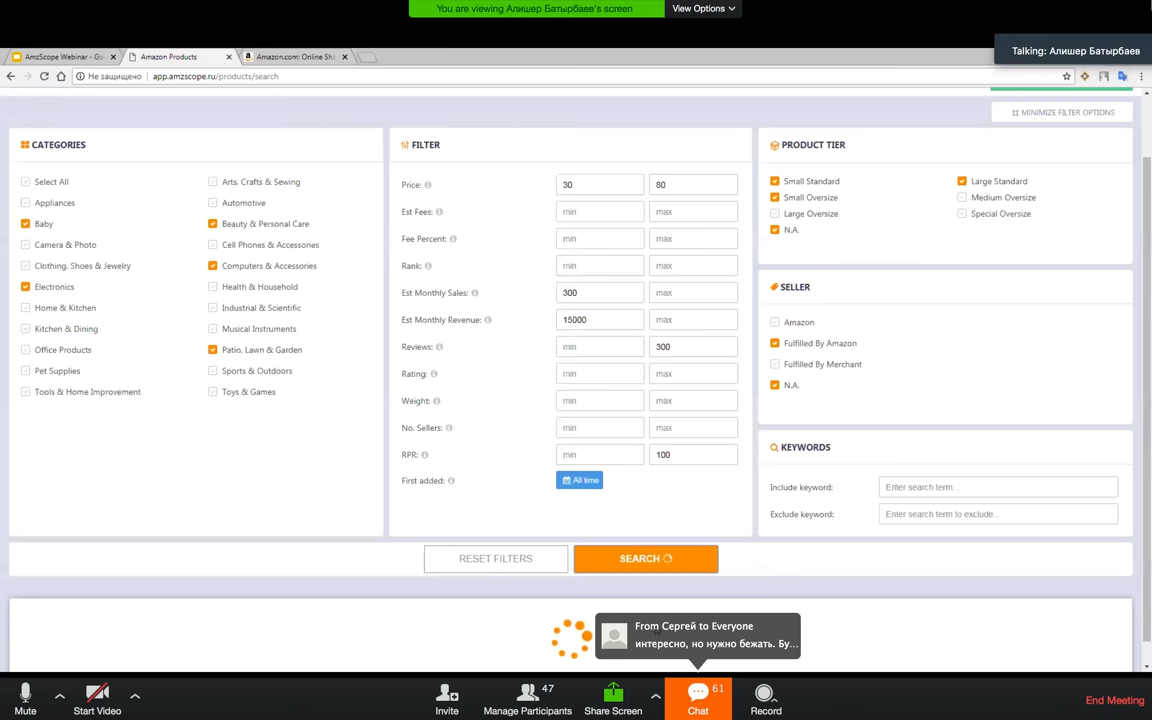 You are viewing Алишер Батырбаев's screen
View Options
Talking: Алишер Батырбаев
AmzScope Webinar - Go
Amazon Products
Amazon.com: Online Sho
Не защищено
app.amzscope.ru/products/search
MINIMIZE FILTER OPTIONS
CATEGORIES
Select All
Arts, Crafts & Sewing
Appliances
Automotive
Baby
Beauty & Personal Care
Camera & Photo
Cell Phones & Accessories
Clothing, Shoes & Jewelry
Computers & Accessories
Electronics
Health & Household
Home & Kitchen
Industrial & Scientific
Kitchen & Dining
Musical Instruments
Office Products
Patio, Lawn & Garden
Pet Supplies
Sports & Outdoors
Tools & Home Improvement
Toys & Games
FILTER
Price: 30 80
Est Fees: min max
Fee Percent: min max
Rank: min max
Est Monthly Sales: 300 max
Est Monthly Revenue: 15000 max
Reviews: min 300
Rating: min max
Weight: min max
No. Sellers: min max
RPR: min 100
First added: All time
PRODUCT TIER
Small Standard
Large Standard
Small Oversize
Medium Oversize
Large Oversize
Special Oversize
N.A.
SELLER
Amazon
Fulfilled By Amazon
Fulfilled By Merchant
N.A.
KEYWORDS
Include keyword: Enter search term...
Exclude keyword: Enter search term to exclude...
RESET FILTERS
SEARCH
From Сергей to Everyone
интересно, но нужно бежать. Бу...
Mute
Start Video
Invite
47
Manage Participants
Share Screen
61
Chat
Record
End Meeting